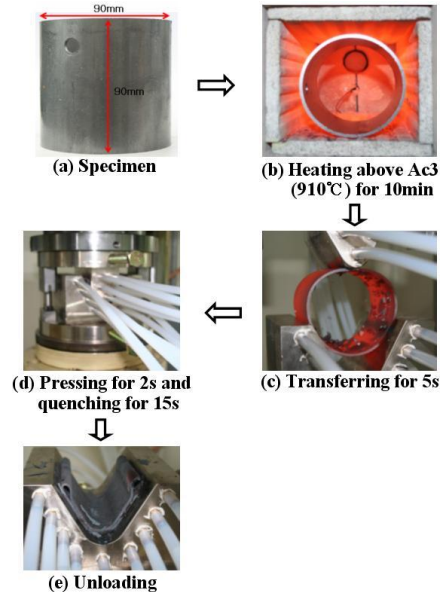 90mm
90mm
(a) Specimen
(b) Heating above Ac3
(910℃) for 10min
(c) Transferring for 5s
(d) Pressing for 2s and
quenching for 15s
(e) Unloading